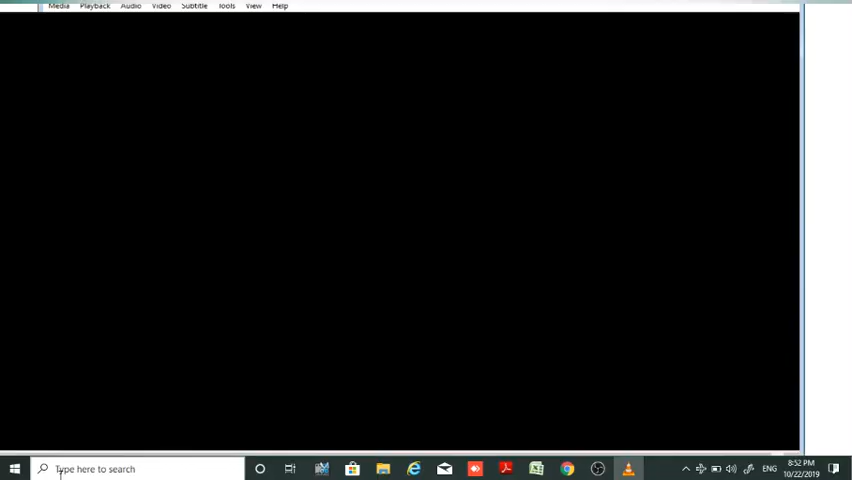 Media Playback Audio Video Subtitle Tools View Help
Type here to search
ENG
8:52 PM
10/22/2019